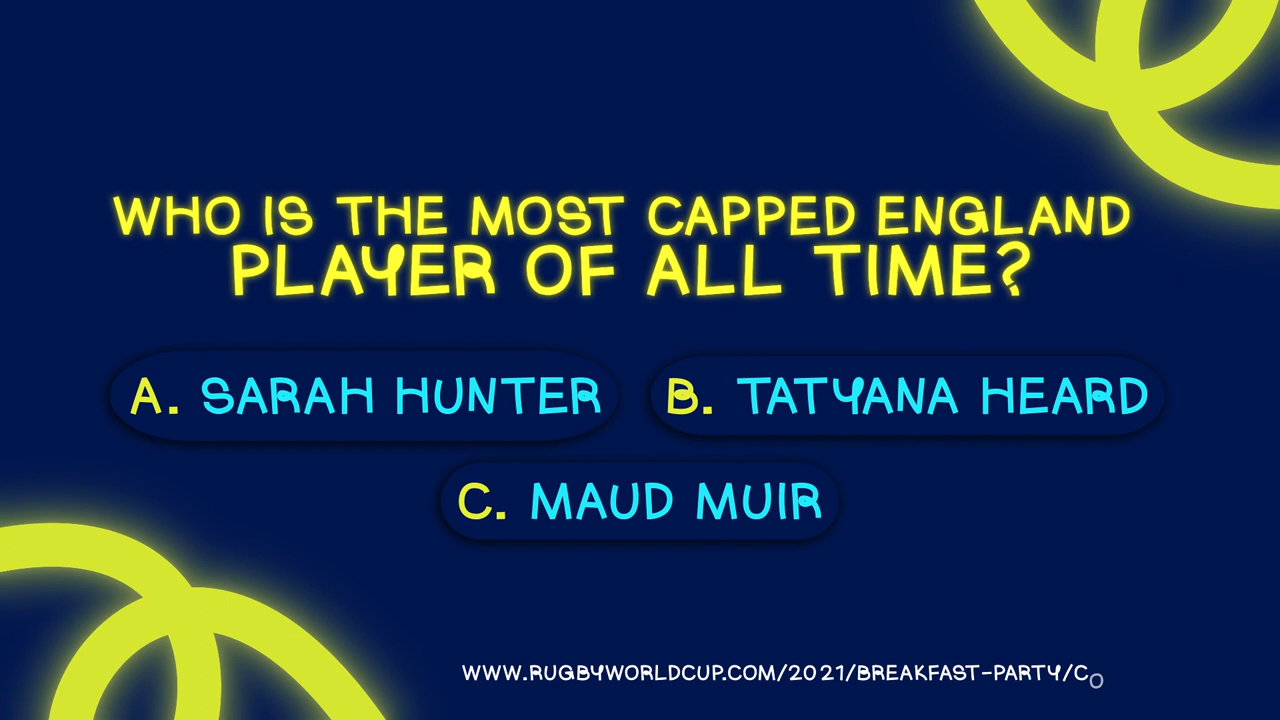 WHO IS THE MOST CAPPED ENGLAND
PLAYER OF ALL TIME?
A. SARAH HUNTER
B. TATYANA HEARD
C. MAUD MUIR
WWW.RUGBYWORLDCUP.COM/2021/BREAKFAST-PARTY/CO